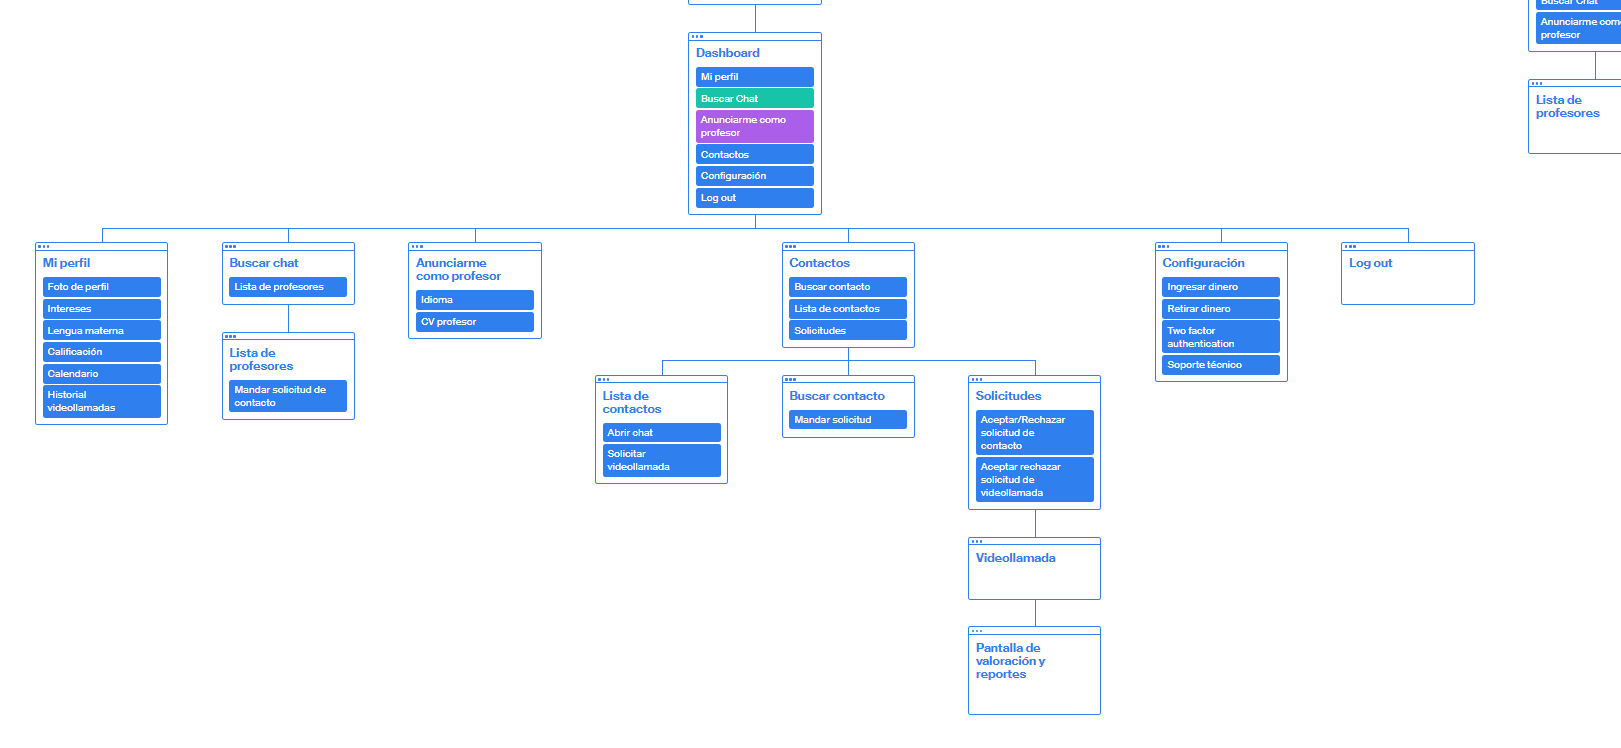 Buscar Chat
Anunciarme como
profesor
Lista de
profesores
Dashboard
Mi perfil
Buscar Chat
Anunciarme como
profesor
Contactos
Configuración
Log out
Mi perfil
Foto de perfil
Intereses
Lengua materna
Calificación
Calendario
Historial
videollamadas
Buscar chat
Lista de profesores
Lista de
profesores
Mandar solicitud de
contacto
Anunciarme
como profesor
Idioma
CV profesor
Contactos
Buscar contacto
Lista de contactos
Solicitudes
Lista de
contactos
Abrir chat
Solicitar
videollamada
Buscar contacto
Mandar solicitud
Solicitudes
Aceptar/Rechazar
solicitud de
contacto
Aceptar rechazar
solicitud de
videollamada
Videollamada
Pantalla de
valoración y
reportes
Configuración
Ingresar dinero
Retirar dinero
Two factor
authentication
Soporte técnico
Log out